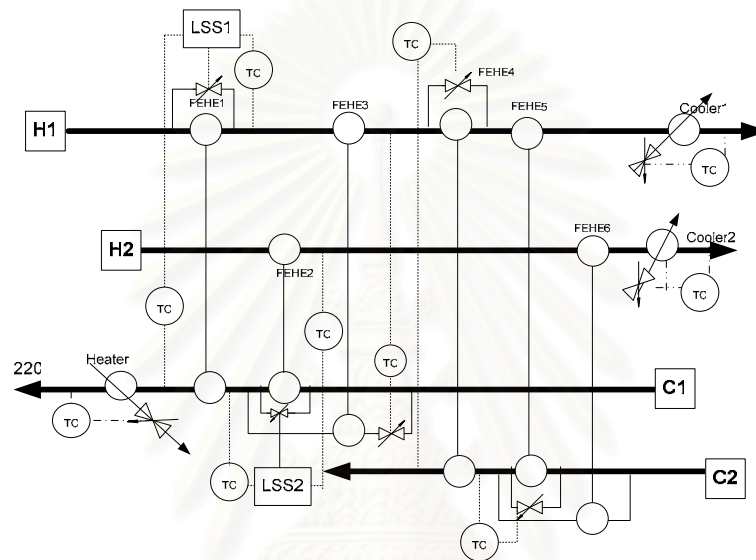 LSS1
TC
TC
FEHE4
FEHE1
FEHE3
FEHE5
Cooler1
H1
TC
FEHE6
Cooler2
H2
FEHE2
TC
TC
TC
Heater
TC
220
C1
TC
TC
LSS2
C2
TC